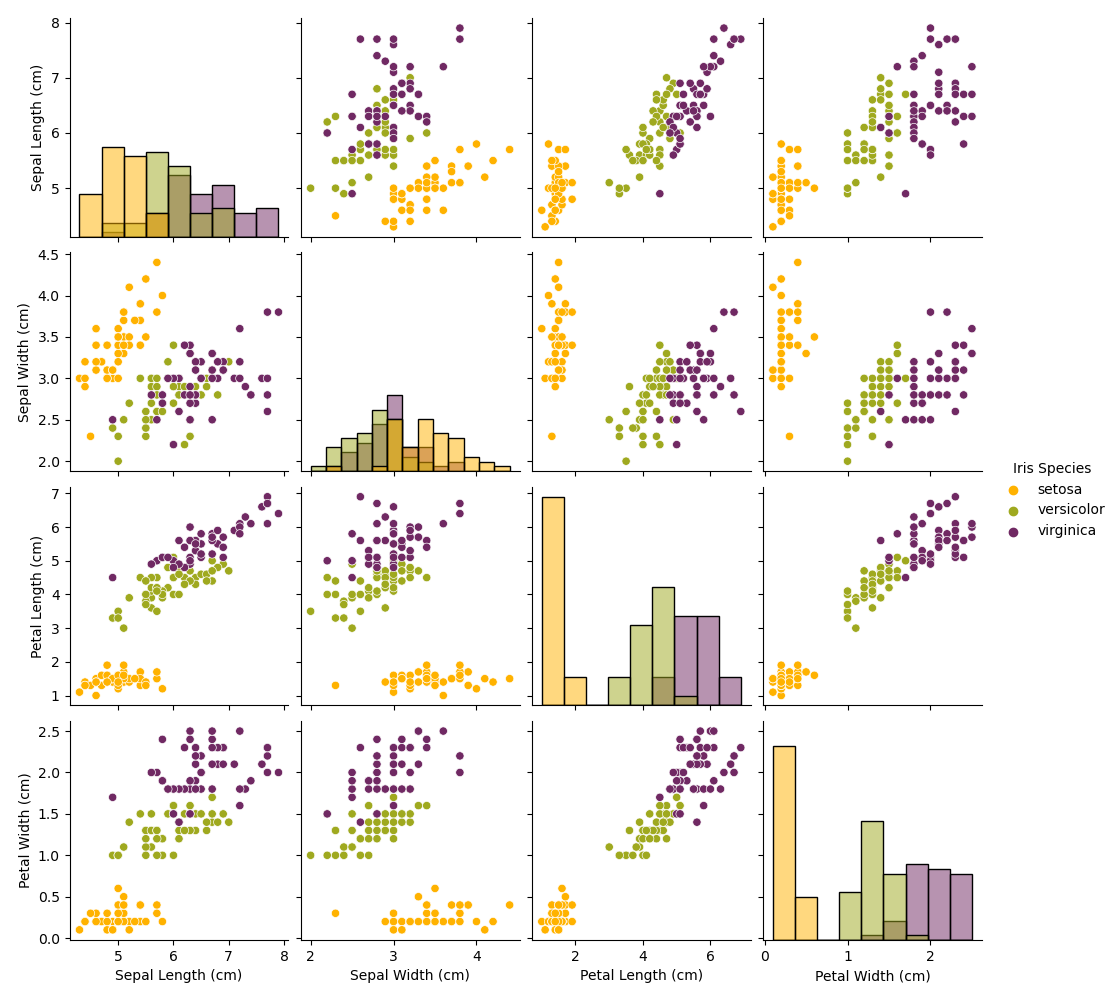 8
7
6
5
Sepal Length (cm)
4.5
4.0
3.5
3.0
2.5
2.0
Sepal Width (cm)
7
6
5
4
3
2
1
Petal Length (cm)
2.5
2.0
1.5
1.0
0.5
0.0
Petal Width (cm)
5 6 7 8
Sepal Length (cm)
2 3 4
Sepal Width (cm)
2 4 6
Petal Length (cm)
0 1 2
Petal Width (cm)
Iris Species
setosa
versicolor
virginica